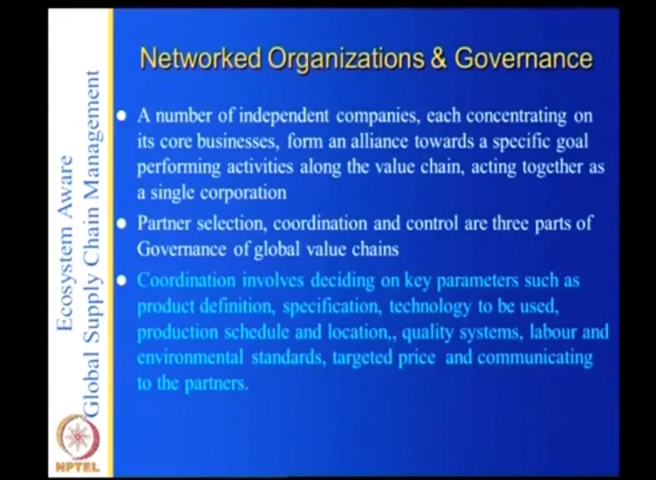 Networked Organizations & Governance
A number of independent companies, each concentrating on
its core businesses, form an alliance towards a specific goal
performing activities along the value chain, acting together as
a single corporation
Partner selection, coordination and control are three parts of
Governance of global value chains
Coordination involves deciding on key parameters such as
product definition, specification, technology to be used,
production schedule and location,, quality systems, labour and
environmental standards, targeted price and communicating
to the partners.
Ecosystem Aware
Global Supply Chain Management
NPTEL